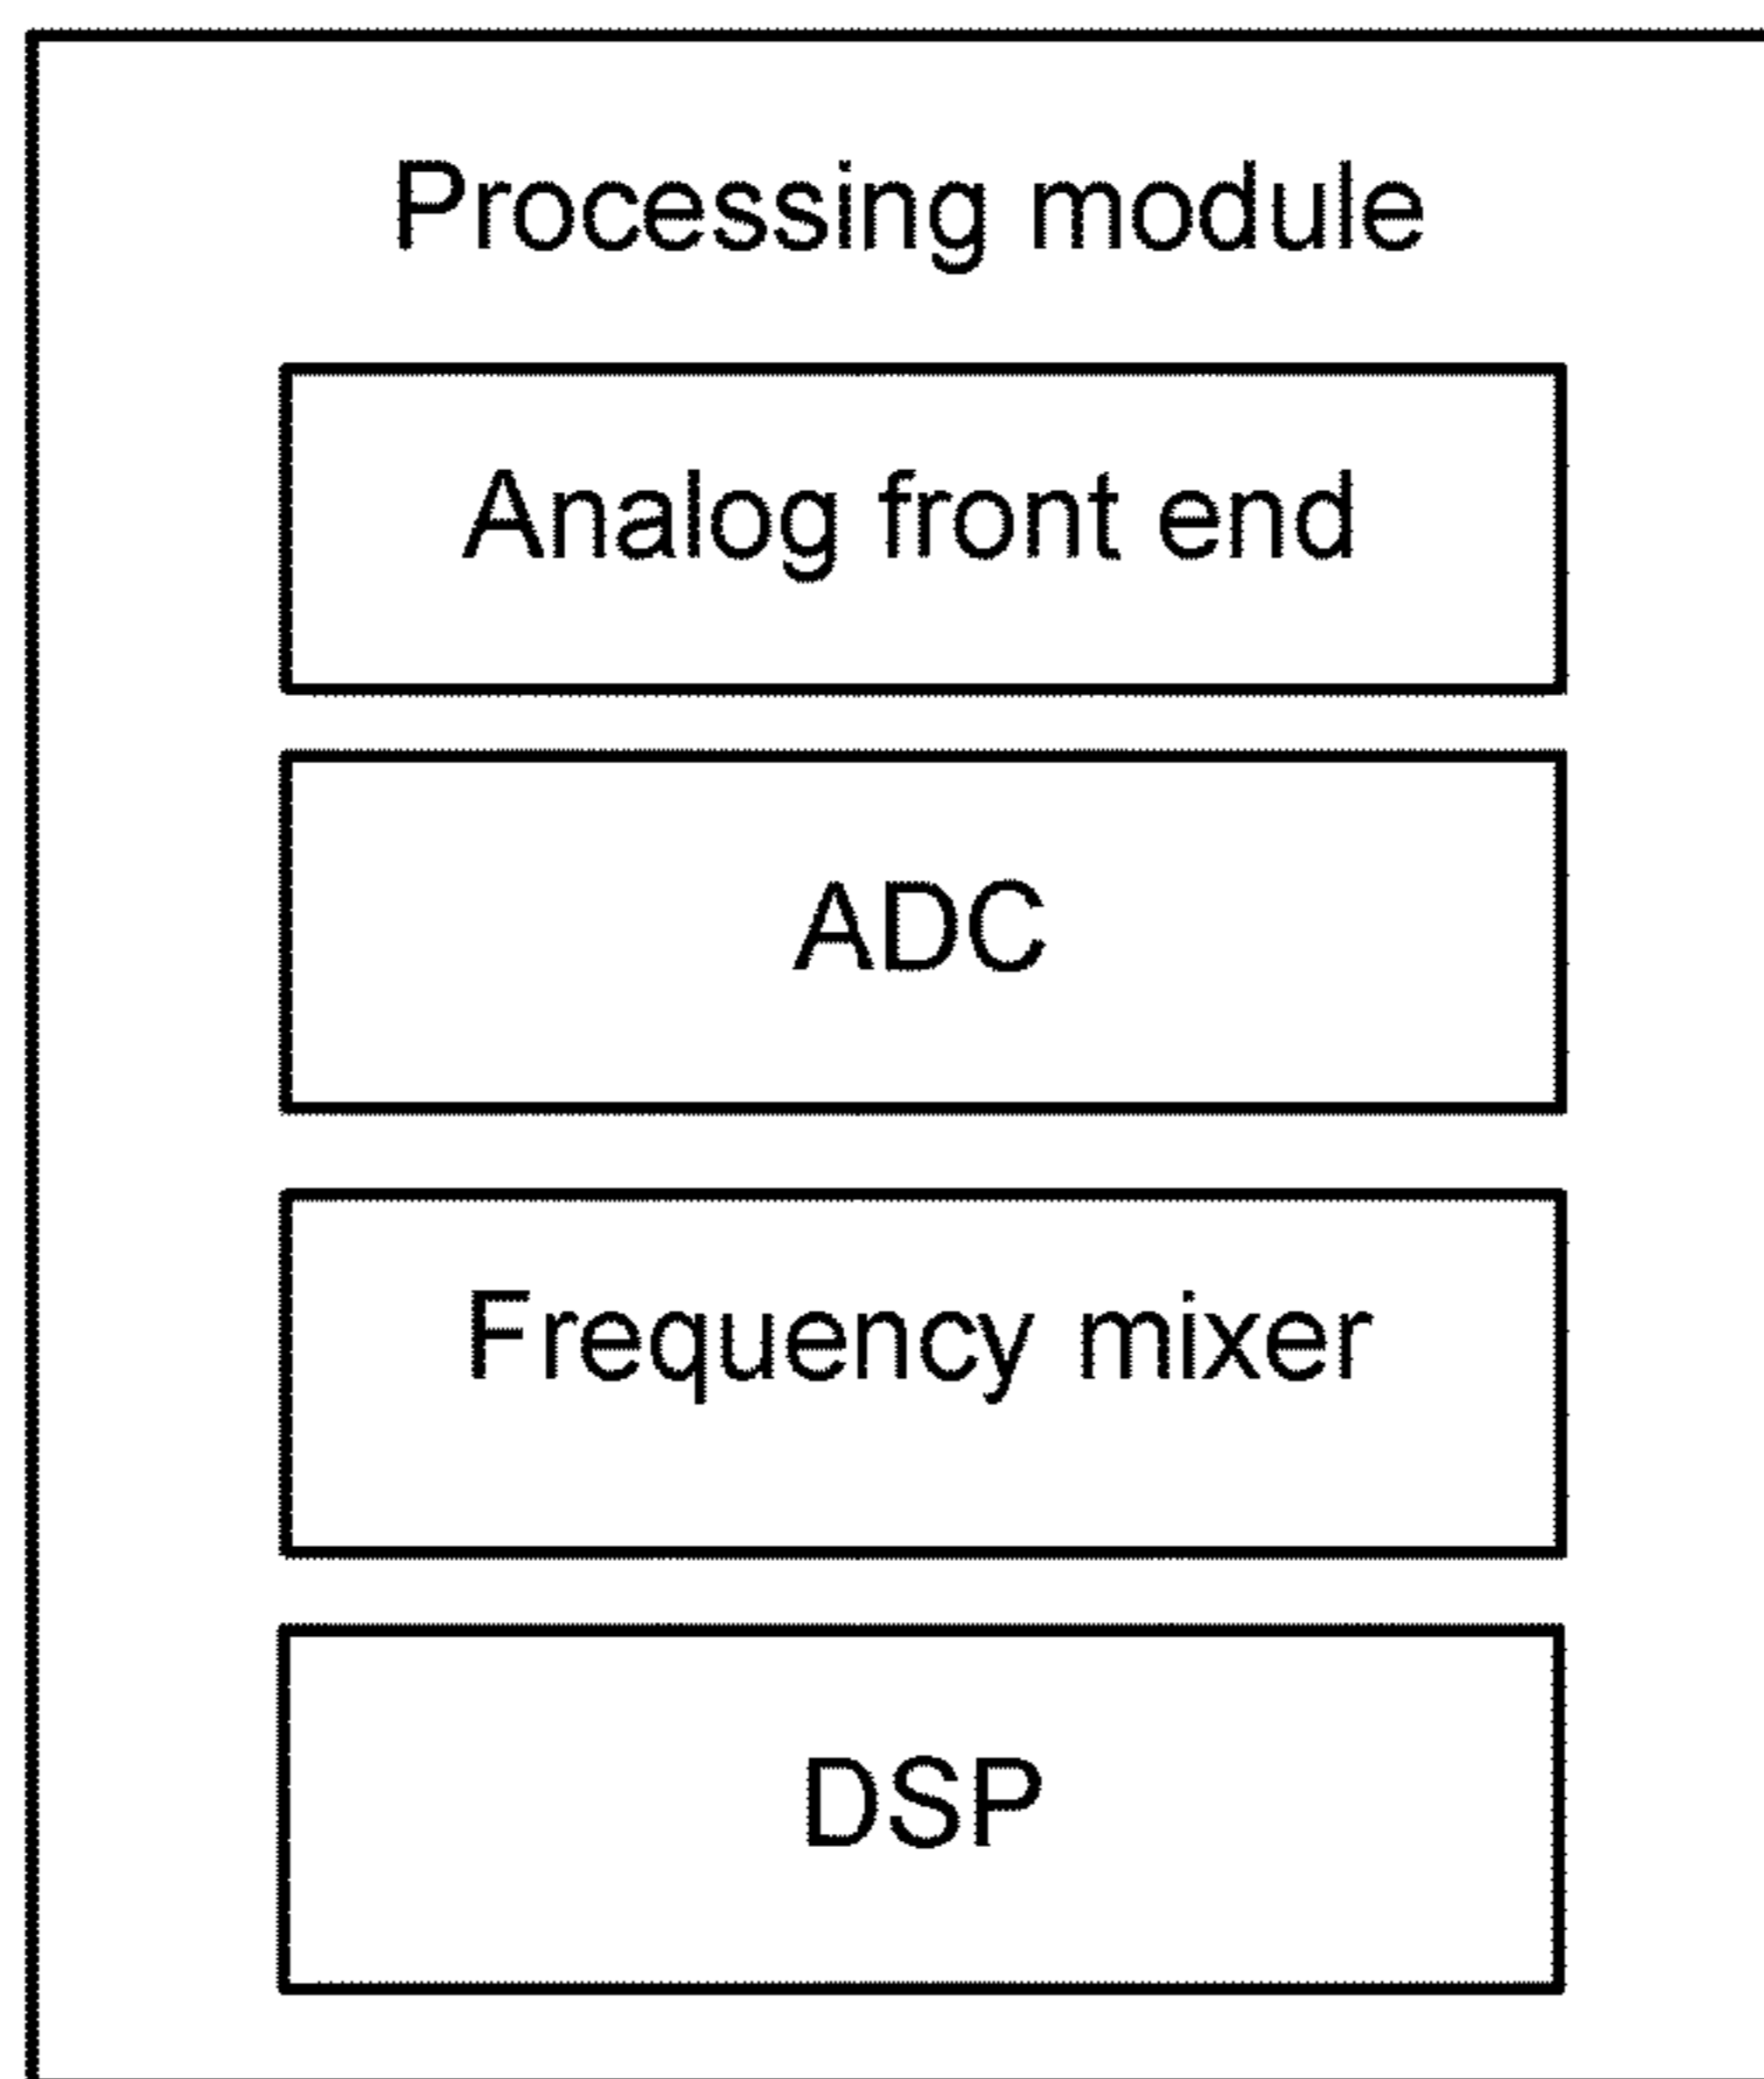 Processing module
Analog front end
ADC
Frequency mixer
DSP